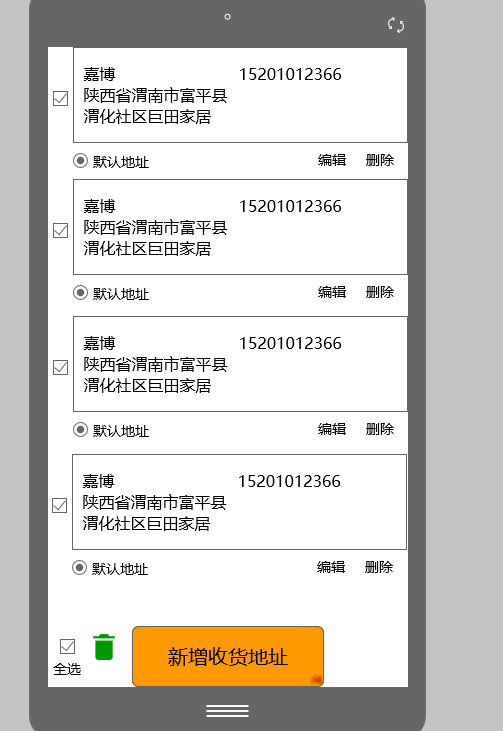 嘉博 15201012366
陕西省渭南市富平县
渭化社区巨田家居
默认地址 编辑 删除
嘉博 15201012366
陕西省渭南市富平县
渭化社区巨田家居
默认地址 编辑 删除
嘉博 15201012366
陕西省渭南市富平县
渭化社区巨田家居
默认地址 编辑 删除
嘉博 15201012366
陕西省渭南市富平县
渭化社区巨田家居
默认地址 编辑 删除
新增收货地址
全选